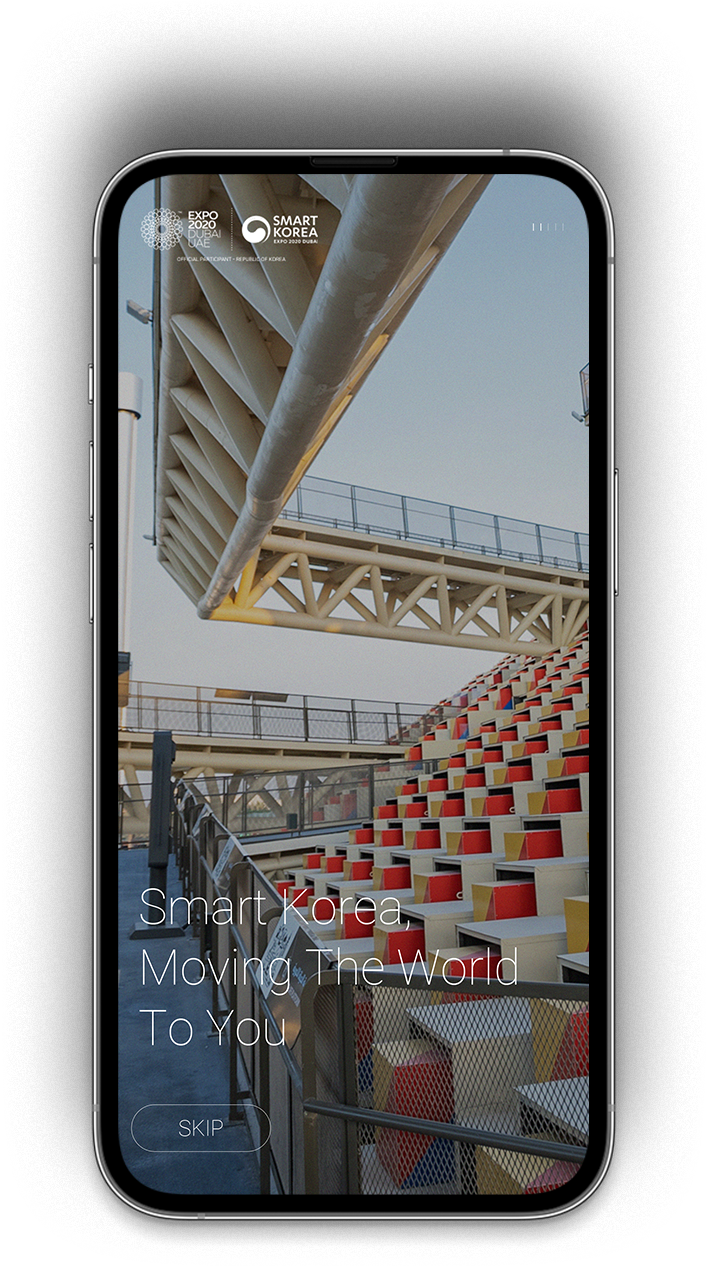 EXPO
2020
DUBAI
UAE
SMART
KOREA
EXPO 2020 DUBAI
OFFICIAL PARTICIPANT • REPUBLIC OF KOREA
Smart Korea,
Moving The World
To You
SKIP